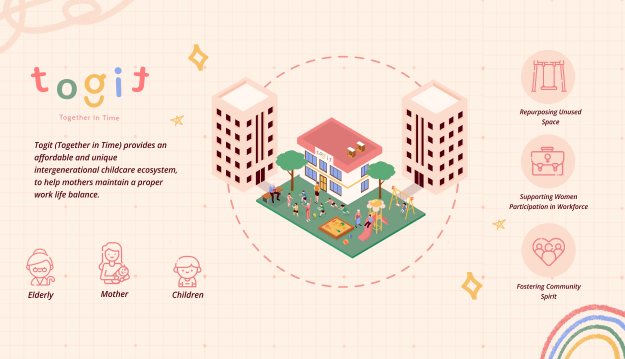 togit
Together In Time
Togit (Together in Time) provides an
affordable and unique
intergenerational childcare ecosystem,
to help mothers maintain a proper
work life balance.
Elderly
Mother
Children
Repurposing Unused
Space
Supporting Women
Participation in Workforce
Fostering Community
Spirit